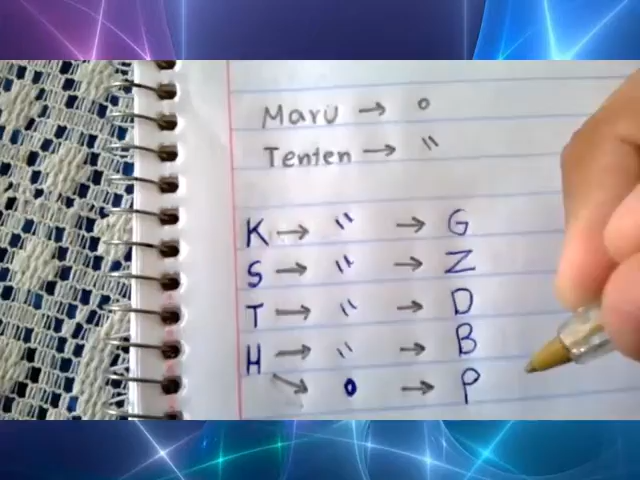 Maru → o
Tenten → "
K → " → G
S → " → Z
T → " → D
H → " → B
↘ o → P